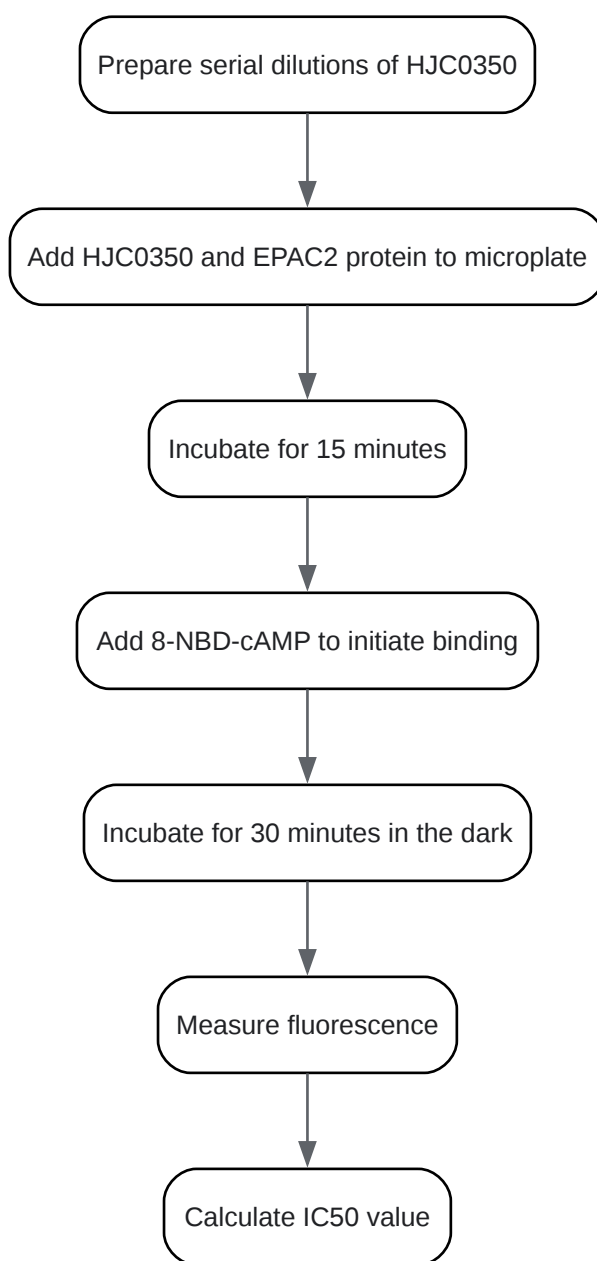 Prepare serial dilutions of HJC0350
Add HJC0350 and EPAC2 protein to microplate
Incubate for 15 minutes
Add 8-NBD-cAMP to initiate binding
Incubate for 30 minutes in the dark
Measure fluorescence
Calculate IC50 value